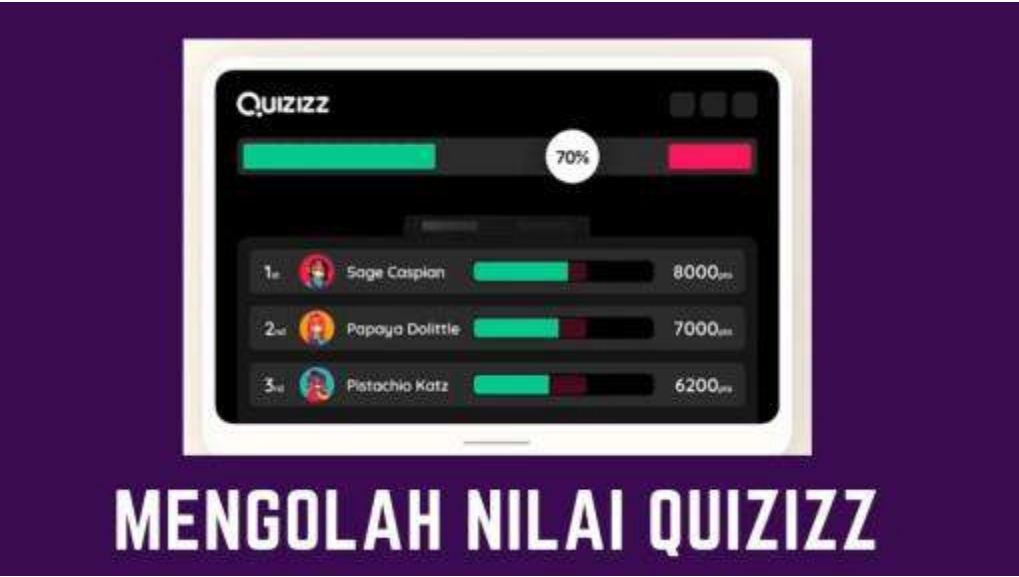 QUIZIZZ
70%
1st Sage Caspian 8000pts
2nd Papaya Dolittle 7000pts
3rd Pistachio Katz 6200pts
MENGOLAH NILAI QUIZIZZ